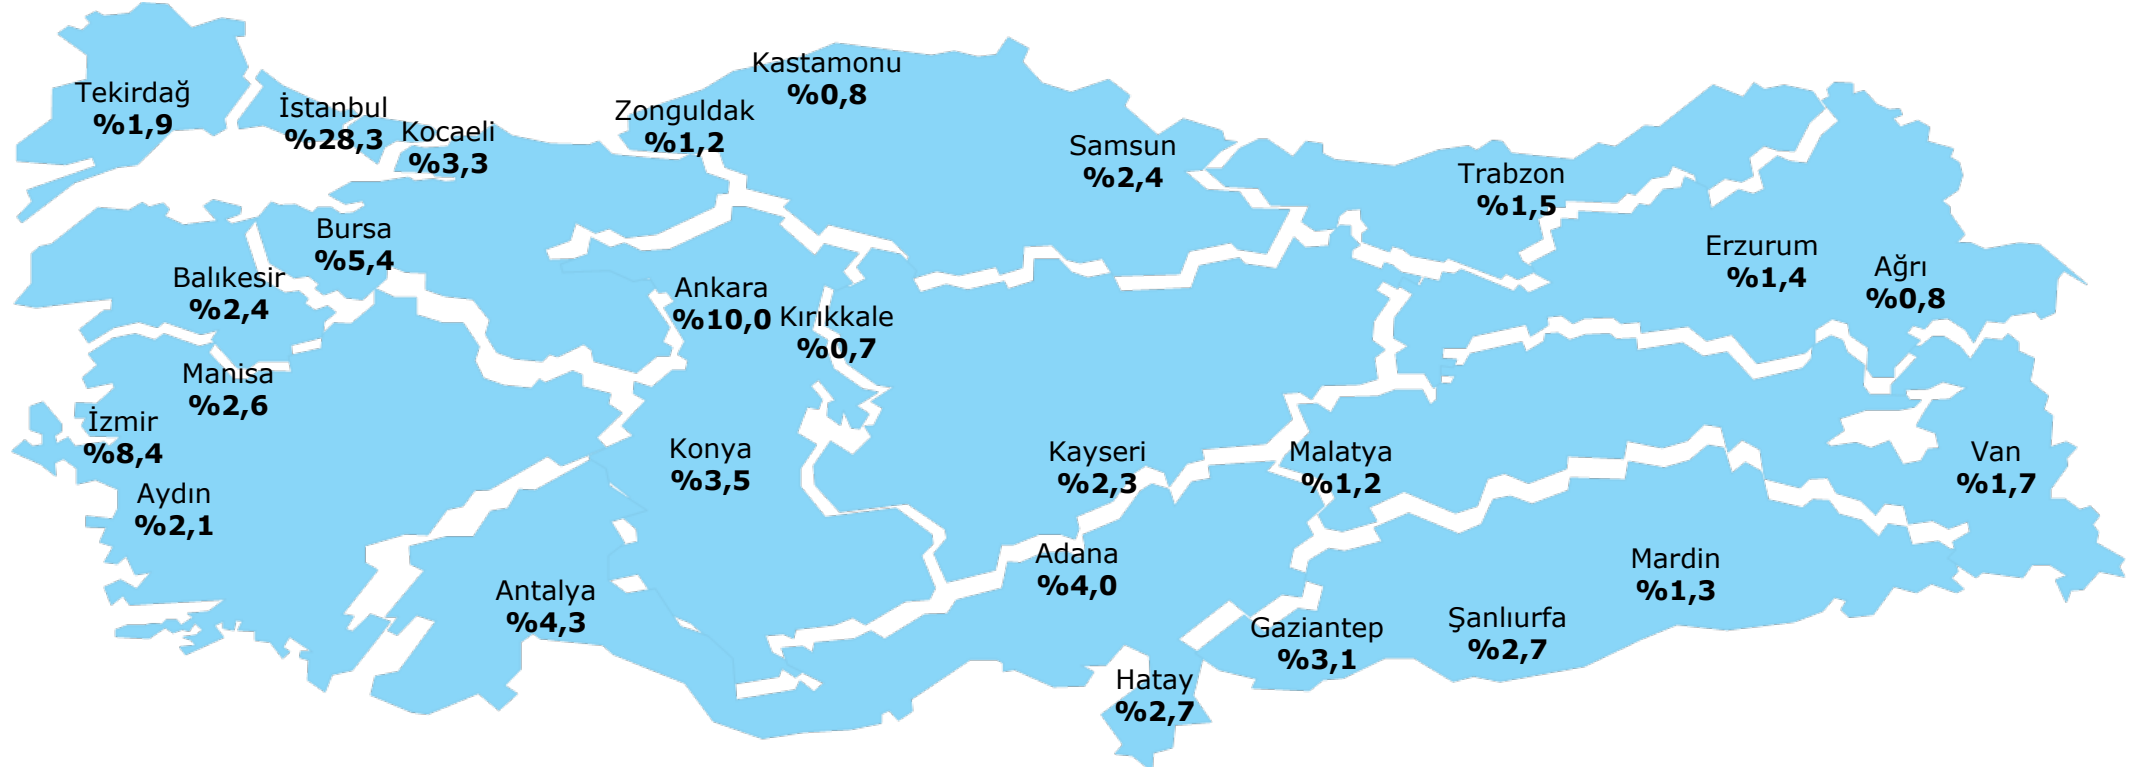 Kastamonu
%0,8
Tekirdağ
%1,9
İstanbul
%28,3
Zonguldak
%1,2
Kocaeli
%3,3
Samsun
%2,4
Trabzon
%1,5
Bursa
%5,4
Erzurum
%1,4
Ağrı
%0,8
Balıkesir
%2,4
Ankara
%10,0
Kırıkkale
%0,7
Manisa
%2,6
İzmir
%8,4
Konya
%3,5
Kayseri
%2,3
Malatya
%1,2
Van
%1,7
Aydın
%2,1
Adana
%4,0
Mardin
%1,3
Antalya
%4,3
Şanlıurfa
%2,7
Gaziantep
%3,1
Hatay
%2,7